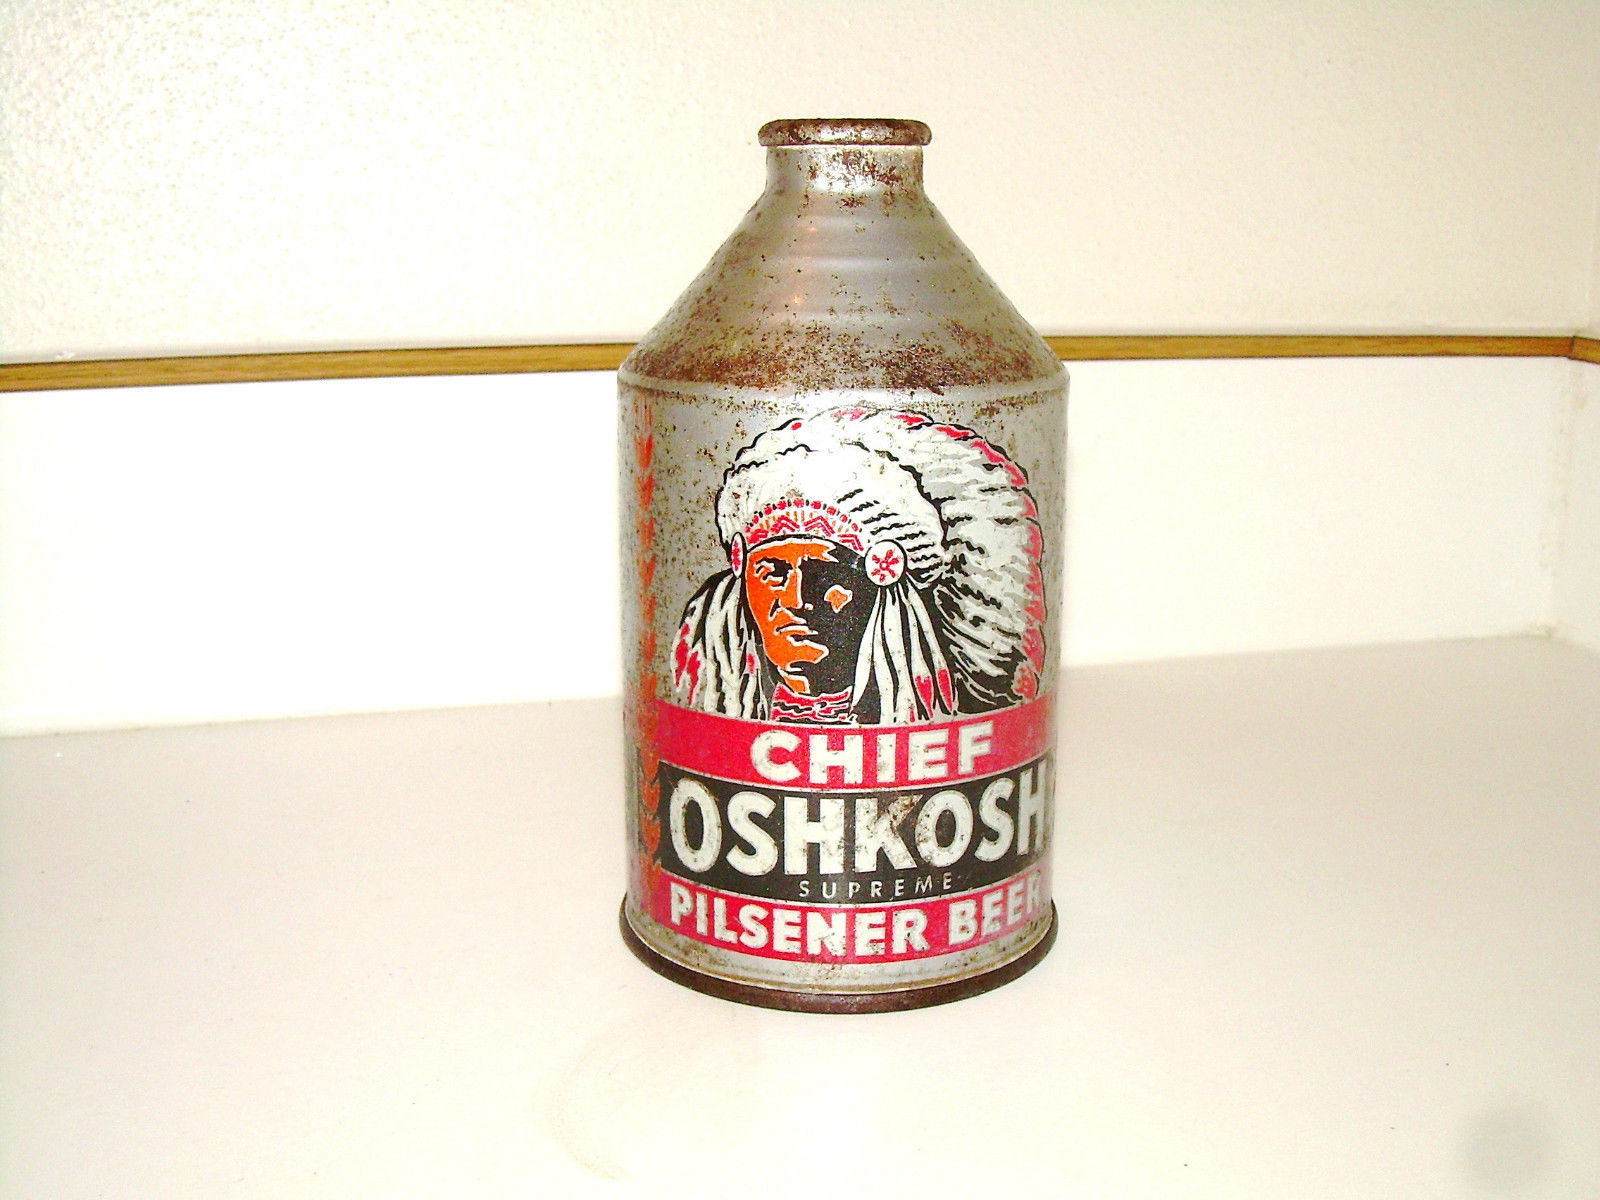 CHIEF
OSHKOSH
SUPREME
PILSENER BEER